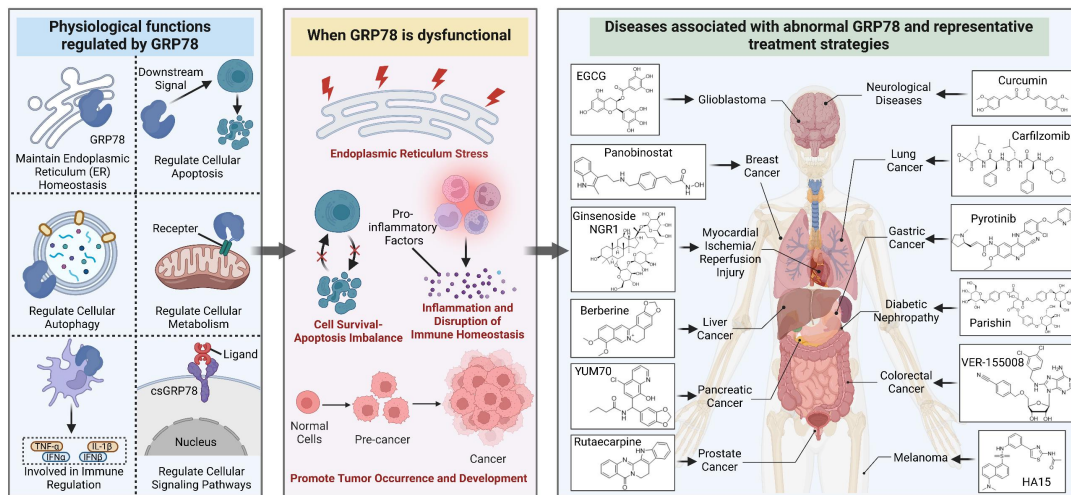 Physiological functions
regulated by GRP78
Downstream
Signal
GRP78
Maintain Endoplasmic
Reticulum (ER)
Homeostasis
Regulate Cellular
Apoptosis
Recepter
Regulate Cellular
Autophagy
Regulate Cellular
Metabolism
Ligand
csGRP78
Nucleus
TNF-α
IL-1β
IFNα
IFNβ
Involved in Immune
Regulation
Regulate Cellular
Signaling Pathways
When GRP78 is dysfunctional
Endoplasmic Reticulum Stress
Pro-
inflammatory
Factors
Cell Survival-
Apoptosis Imbalance
Inflammation and
Disruption of
Immune Homeostasis
Normal
Cells
Pre-cancer
Cancer
Promote Tumor Occurrence and Development
Diseases associated with abnormal GRP78 and representative
treatment strategies
EGCG
Glioblastoma
Neurological
Diseases
Curcumin
Panobinostat
Breast
Cancer
Lung
Cancer
Carfilzomib
Ginsenoside
NGR1
Myocardial
Ischemia/
Reperfusion
Injury
Gastric
Cancer
Pyrotinib
Berberine
Liver
Cancer
Diabetic
Nephropathy
Parishin
YUM70
Pancreatic
Cancer
Colorectal
Cancer
VER-155008
Rutaecarpine
Prostate
Cancer
Melanoma
HA15